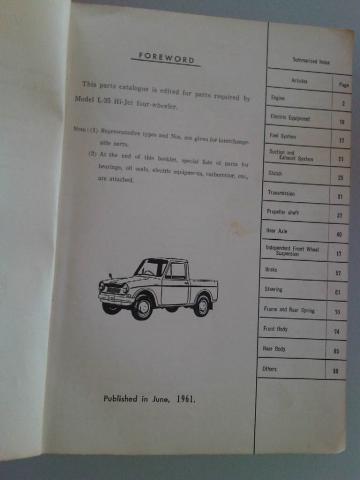 FOREWORD
This parts catalogue is edited for parts required by
Model L-35 Hi-Jet four-wheeler.
Note: (1) Representative types and Nos. are given for interchange-
able parts.
(2) At the end of this booklet, special lists of parts for
bearings, oil seals, electric equipments, carburettor, etc.,
are attached.
Published in June, 1961.
Summarized Index
Articles Page
Engine 2
Electric Equipment
Fuel System
Suction and
Exhaust System
Clutch
Transmission
Propeller shaft
Rear Axle
Independent Front Wheel
Suspension
Brake
Steering
Frame and Rear Spring
Front Body
Rear Body
Others